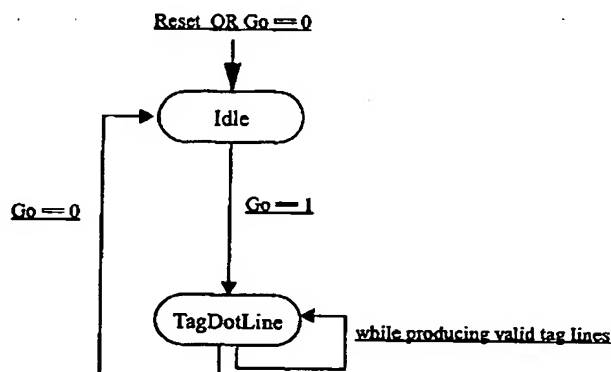 Reset OR Go == 0
Idle
Go == 0
Go == 1
TagDotLine
while producing valid tag lines